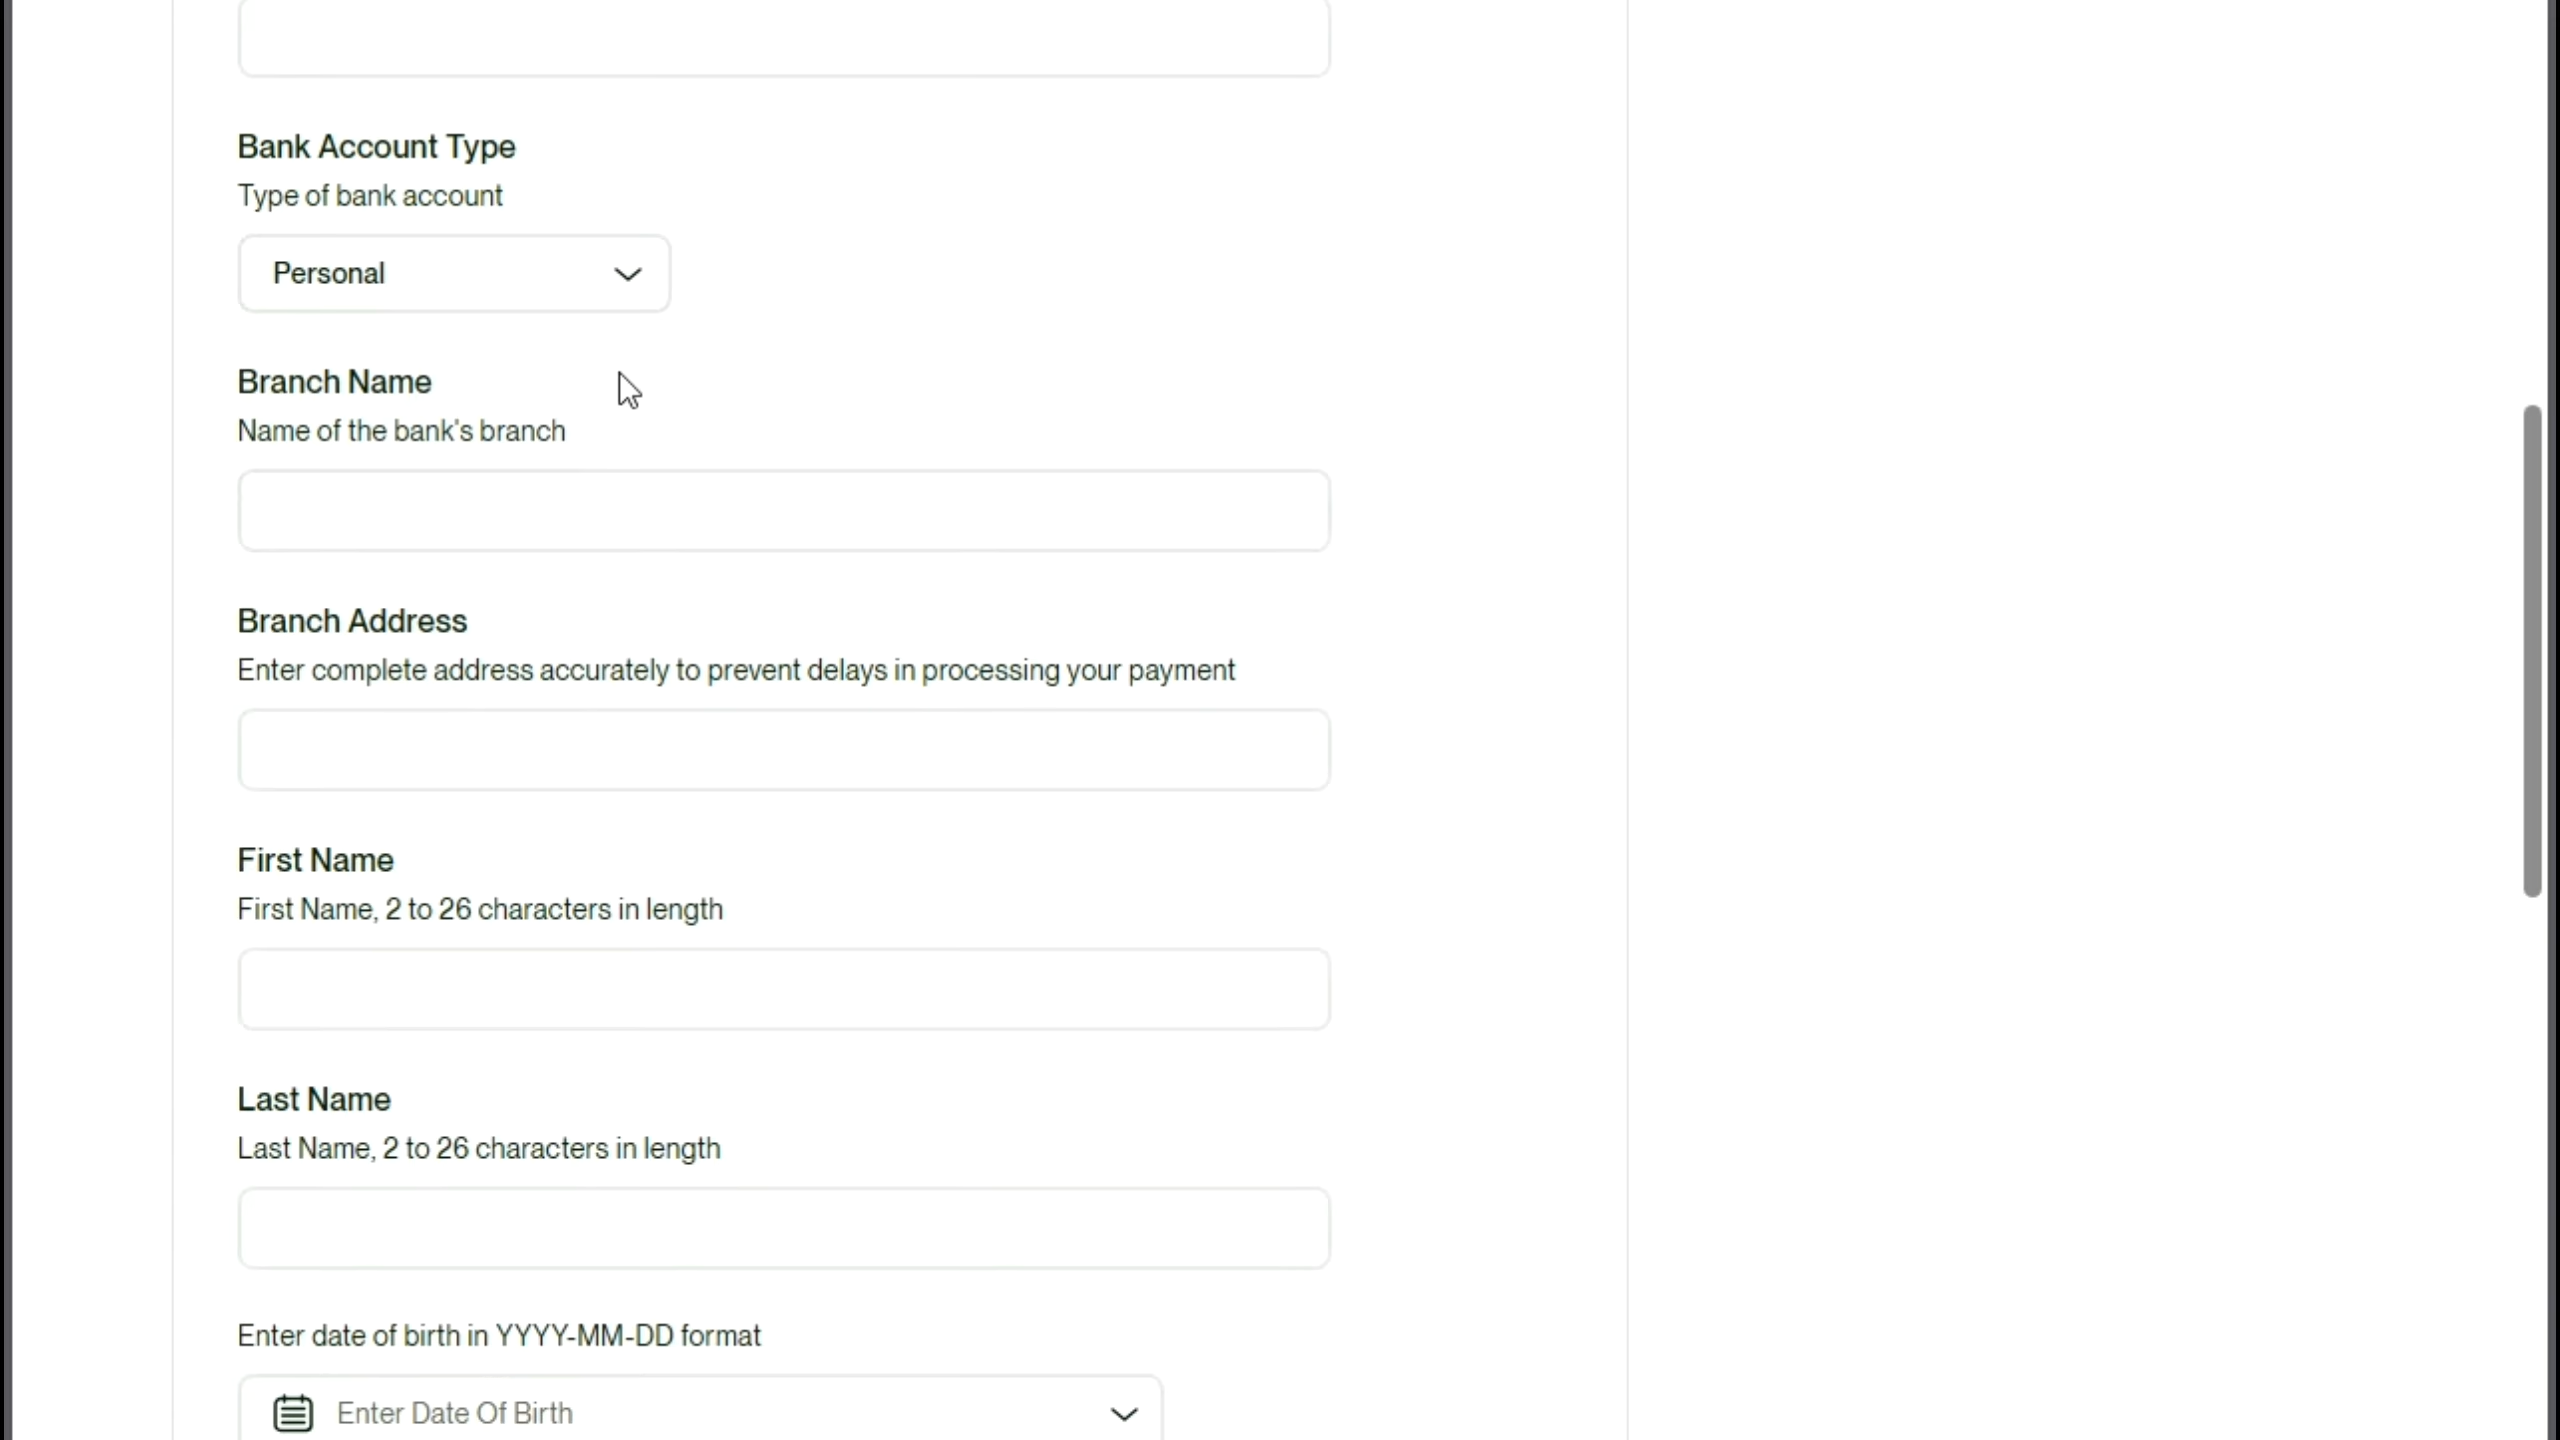 Bank Account Type
Type of bank account
Personal
Branch Name
Name of the bank's branch
Branch Address
Enter complete address accurately to prevent delays in processing your payment
First Name
First Name, 2 to 26 characters in length
Last Name
Last Name, 2 to 26 characters in length
Enter date of birth in YYYY-MM-DD format
Enter Date Of Birth